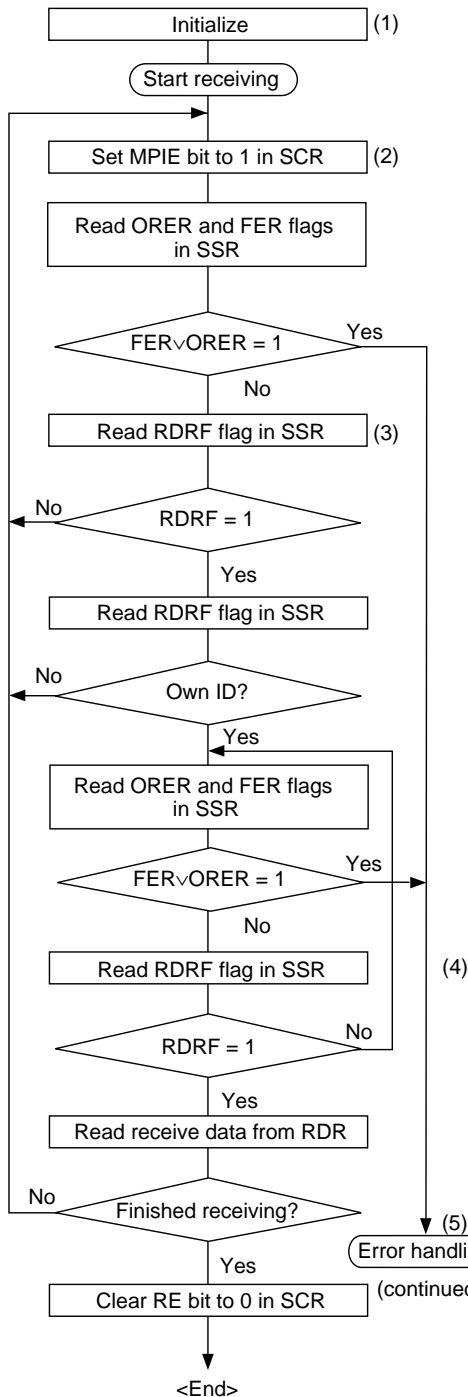 Initialize (1)
Start receiving
Set MPIE bit to 1 in SCR (2)
Read ORER and FER flags
in SSR
FER∨ORER = 1
Yes
No
Read RDRF flag in SSR (3)
No
RDRF = 1
Yes
Read RDRF flag in SSR
No
Own ID?
Yes
Read ORER and FER flags
in SSR
Yes
FER∨ORER = 1
No
Read RDRF flag in SSR (4)
No
RDRF = 1
Yes
Read receive data from RDR
No
Finished receiving?
(5)
Yes
Error handli
Clear RE bit to 0 in SCR
(continued
<End>